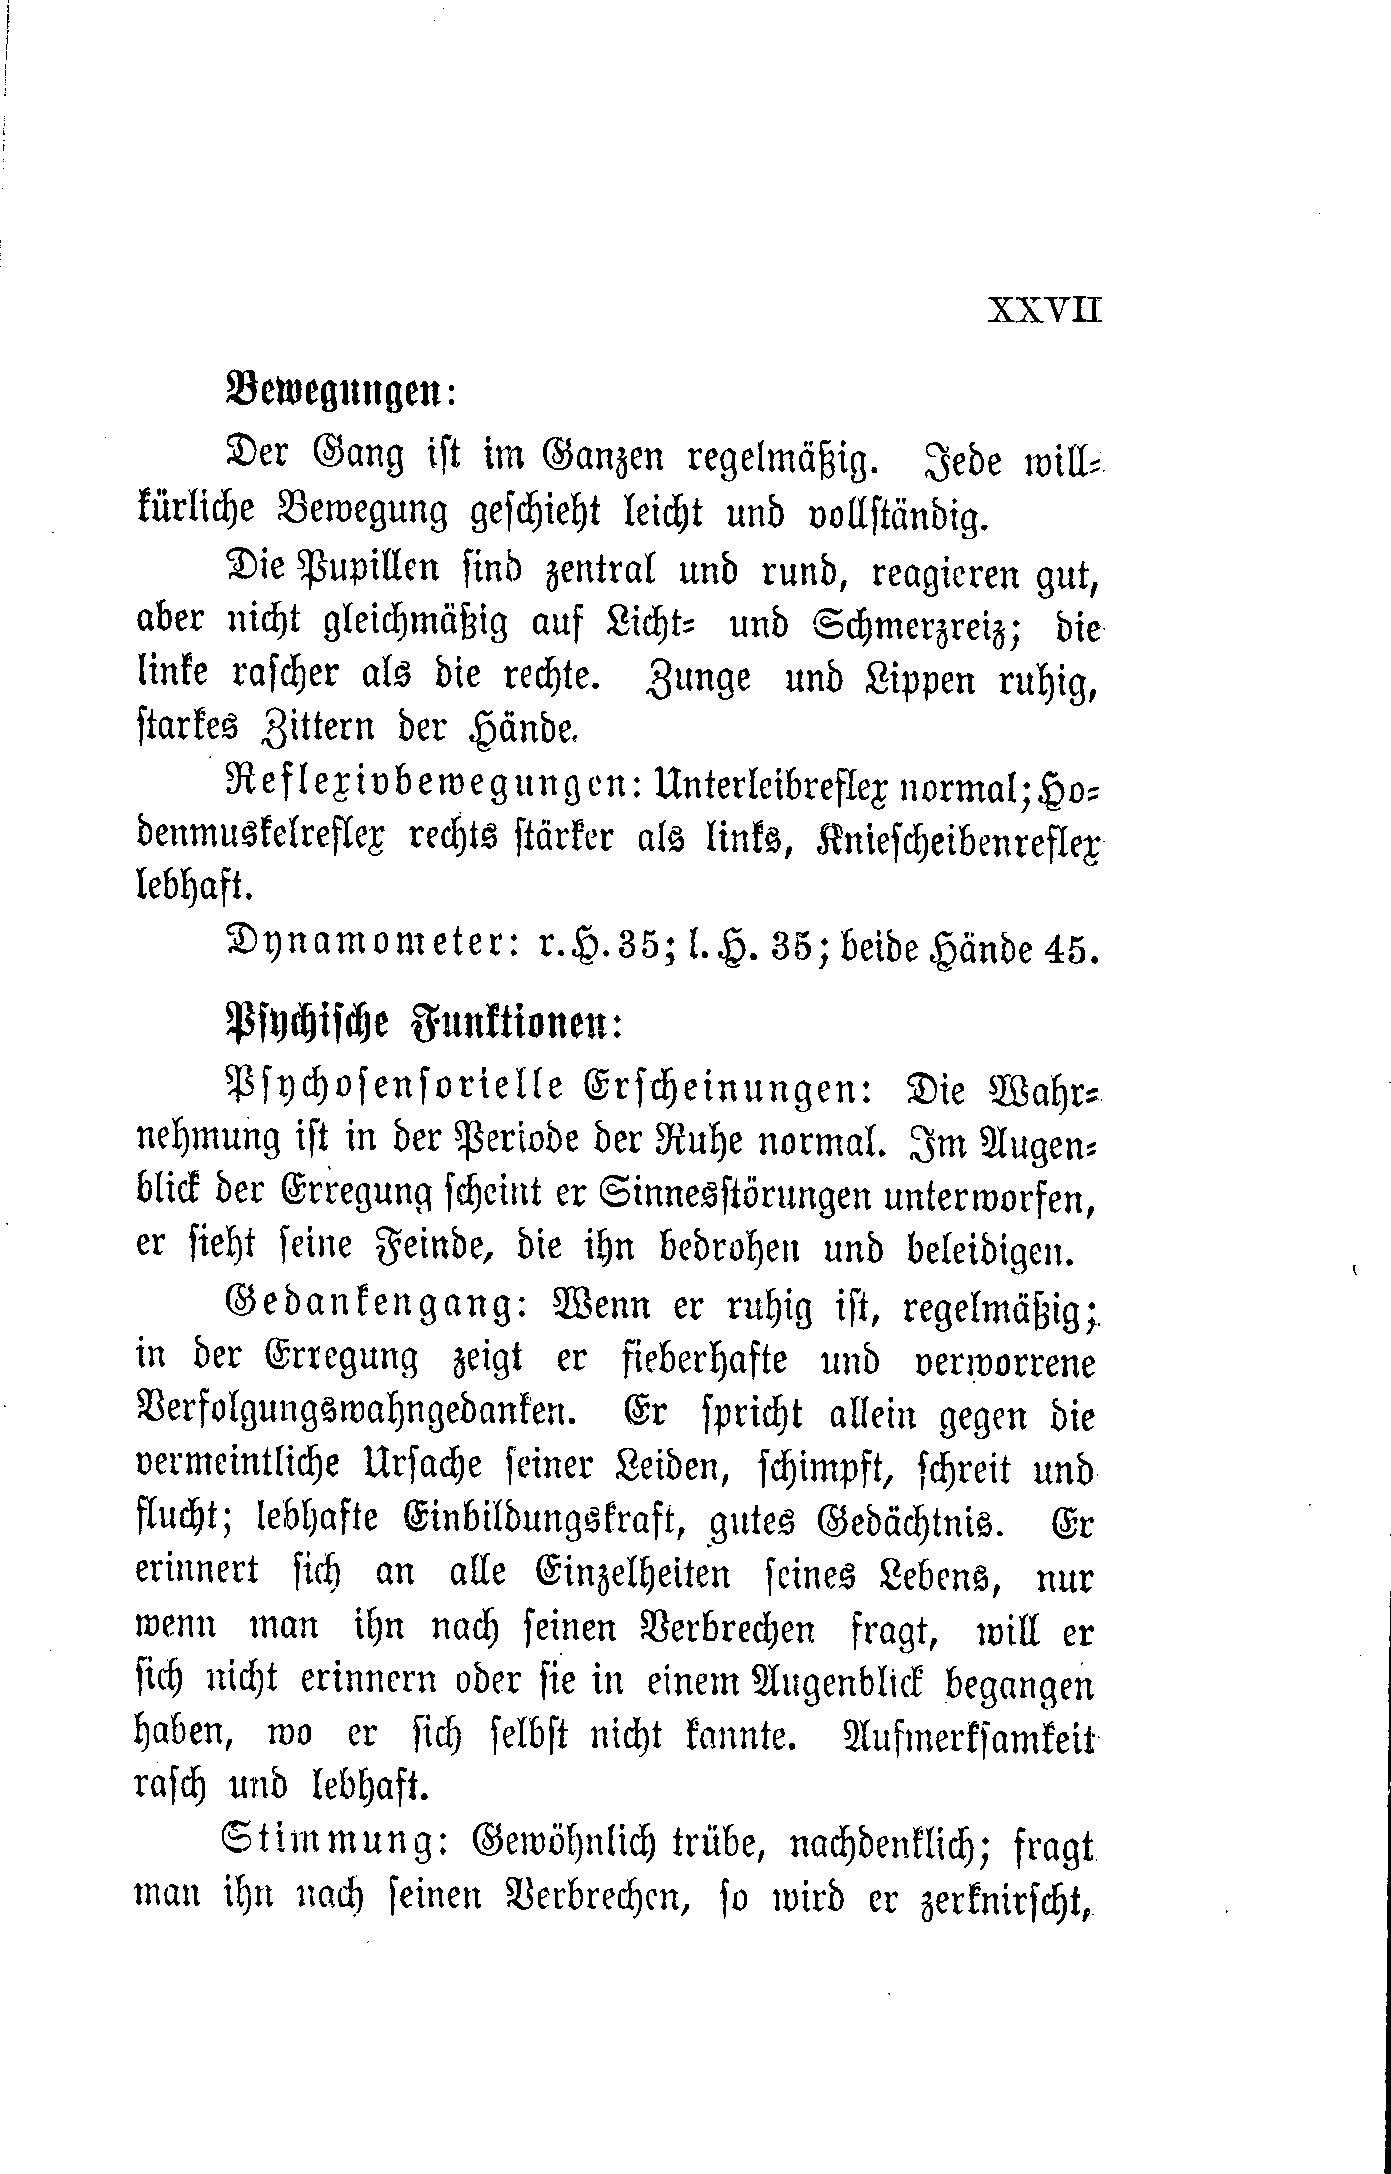 XXVII
Bewegungen:
Der Gang ist im Ganzen regelmäßig. Jede will-
kürliche Bewegung geschieht leicht und vollständig.
Die Pupillen sind zentral und rund, reagieren gut,
aber nicht gleichmäßig auf Licht- und Schmerzreiz; die
linke rascher als die rechte. Zunge und Lippen ruhig,
starkes Zittern der Hände.
Reflexivbewegungen: Unterleibreflex normal; Ho-
denmuskelreflex rechts stärker als links, Kniescheibenreflex
lebhaft.
Dynamometer: r. H. 35; l. H. 35; beide Hände 45.
Psychische Funktionen:
Psychosensorielle Erscheinungen: Die Wahr-
nehmung ist in der Periode der Ruhe normal. Im Augen-
blick der Erregung scheint er Sinnesstörungen unterworfen,
er sieht seine Feinde, die ihn bedrohen und beleidigen.
Gedankengang: Wenn er ruhig ist, regelmäßig;
in der Erregung zeigt er fieberhafte und verworrene
Verfolgungswahngedanken. Er spricht allein gegen die
vermeintliche Ursache seiner Leiden, schimpft, schreit und
flucht; lebhafte Einbildungskraft, gutes Gedächtnis. Er
erinnert sich an alle Einzelheiten seines Lebens, nur
wenn man ihn nach seinen Verbrechen fragt, will er
sich nicht erinnern oder sie in einem Augenblick begangen
haben, wo er sich selbst nicht kannte. Aufmerksamkeit
rasch und lebhaft.
Stimmung: Gewöhnlich trübe, nachdenklich; fragt
man ihn nach seinen Verbrechen, so wird er zerknirscht,